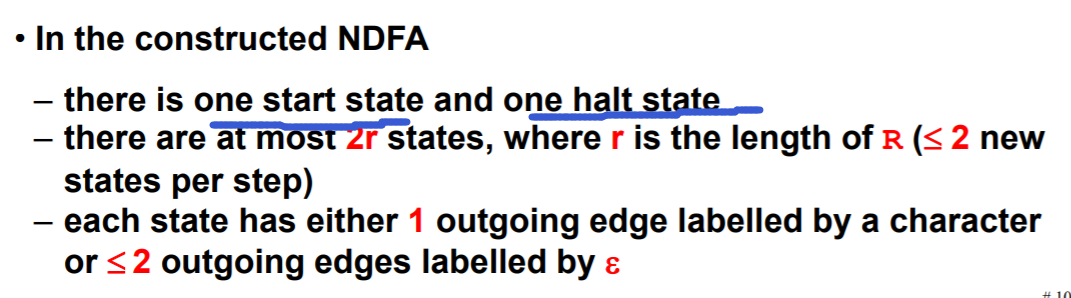 • In the constructed NDFA
– there is one start state and one halt state
– there are at most 2r states, where r is the length of R (≤ 2 new
states per step)
– each state has either 1 outgoing edge labelled by a character
or ≤ 2 outgoing edges labelled by ε
# 10